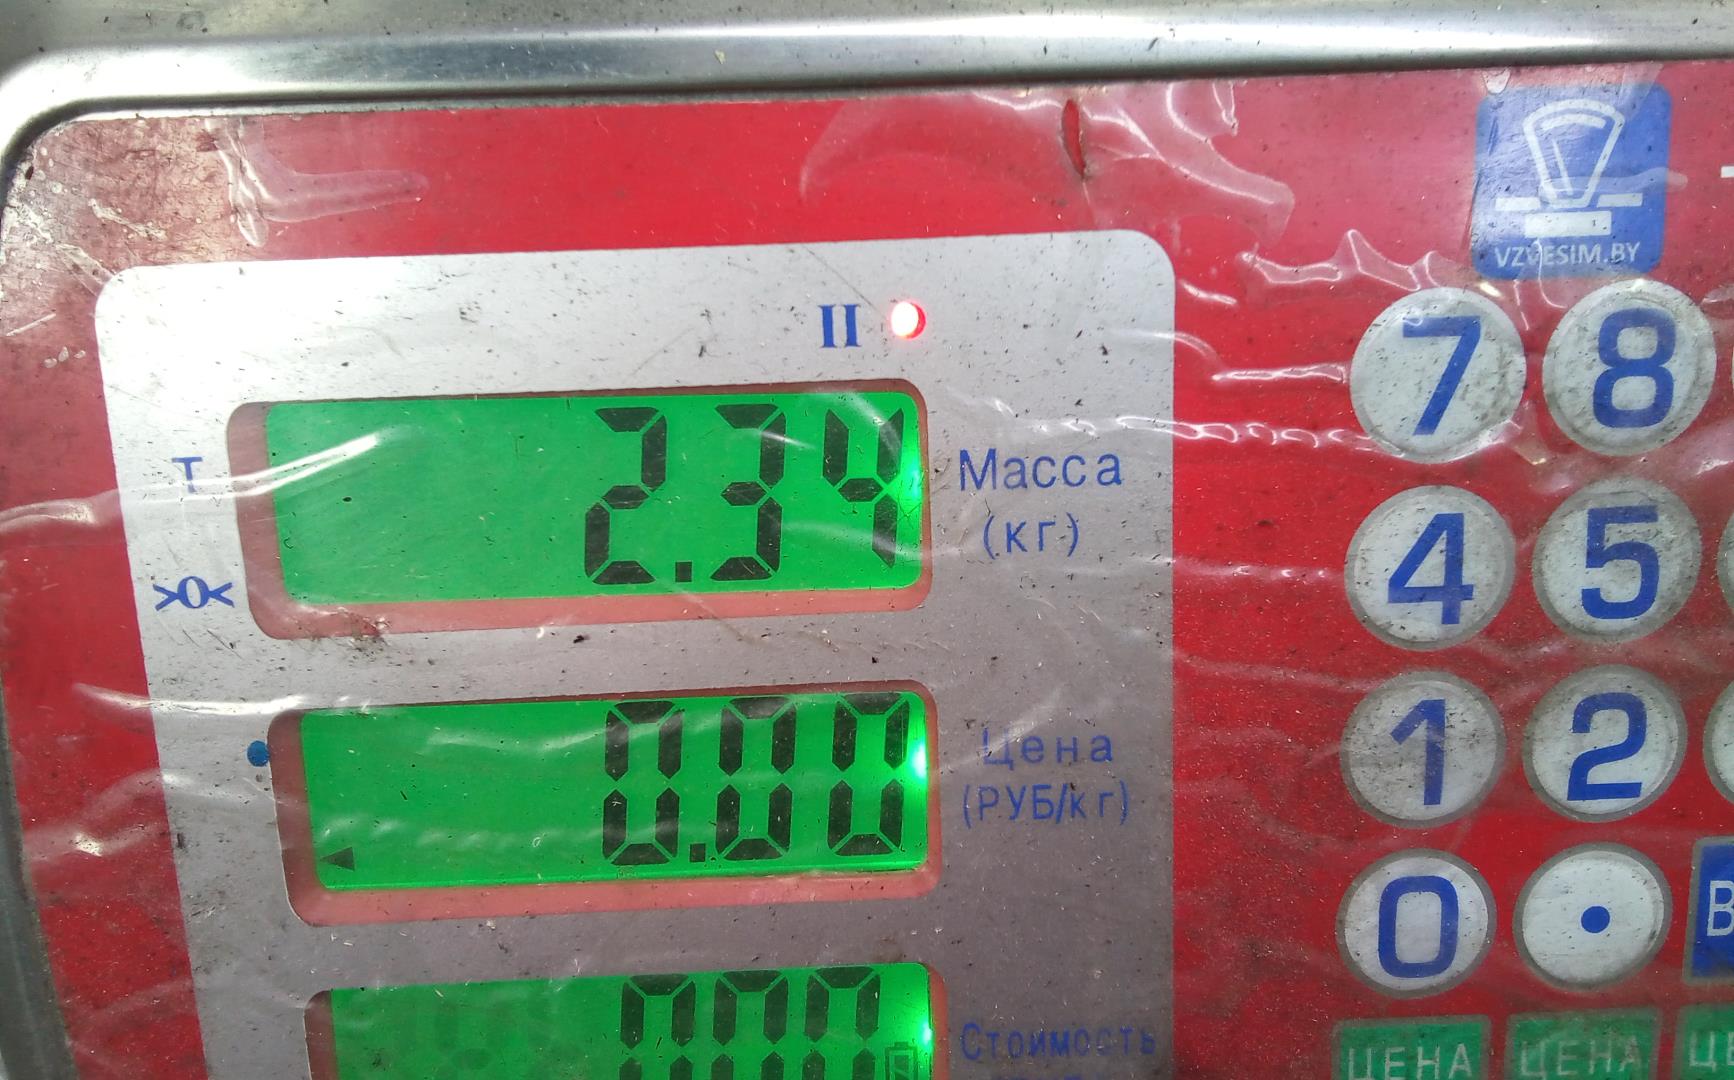 VZVESIM.BY
II
T
2.34
Масса
(кг)
>0<
0.00
Цена
(РУБ/кг)
Стоимость
7 8
4 5
1 2
0 •
ЦЕНА ЦЕНА